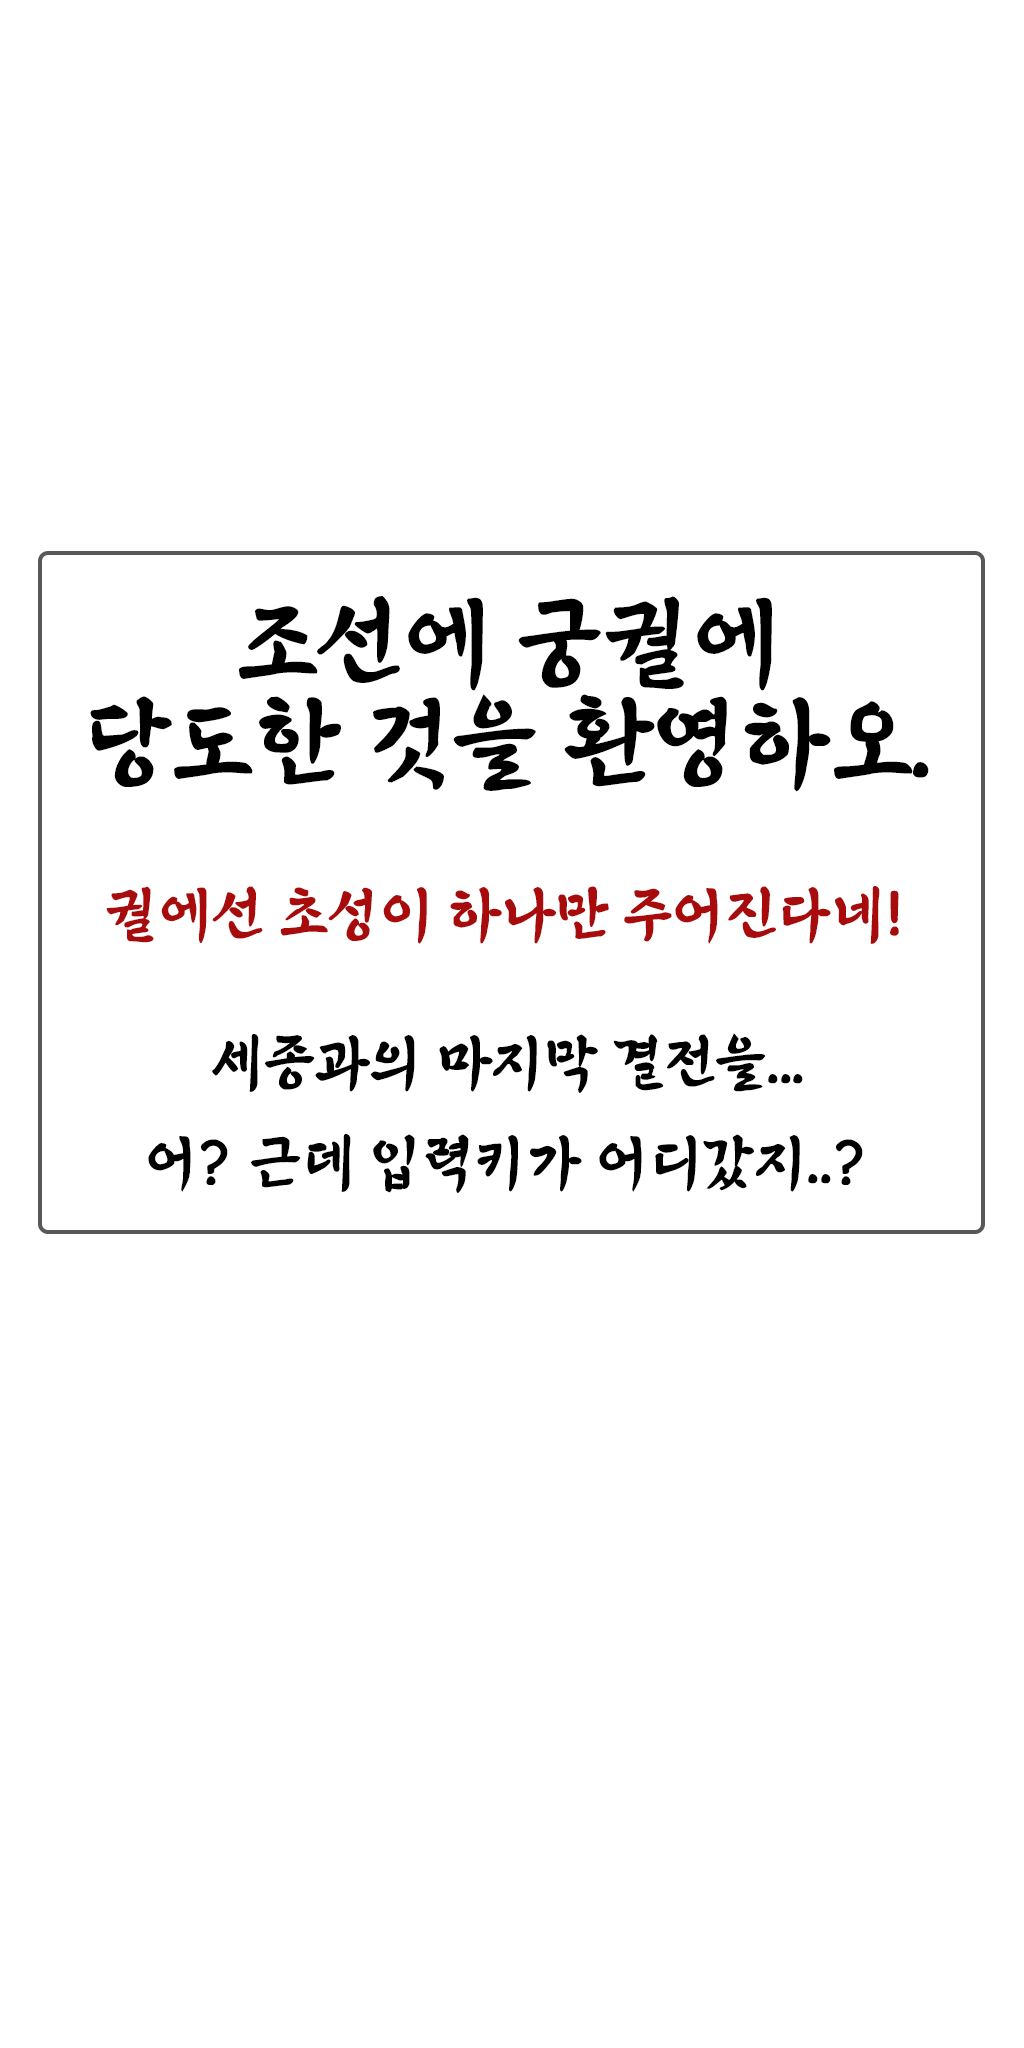 조선에 궁궐에
당도한 것을 환영하오.
궐에선 초성이 하나만 주어진다네!
세종과의 마지막 결전을...
어? 근데 입력키가 어디갔지..?